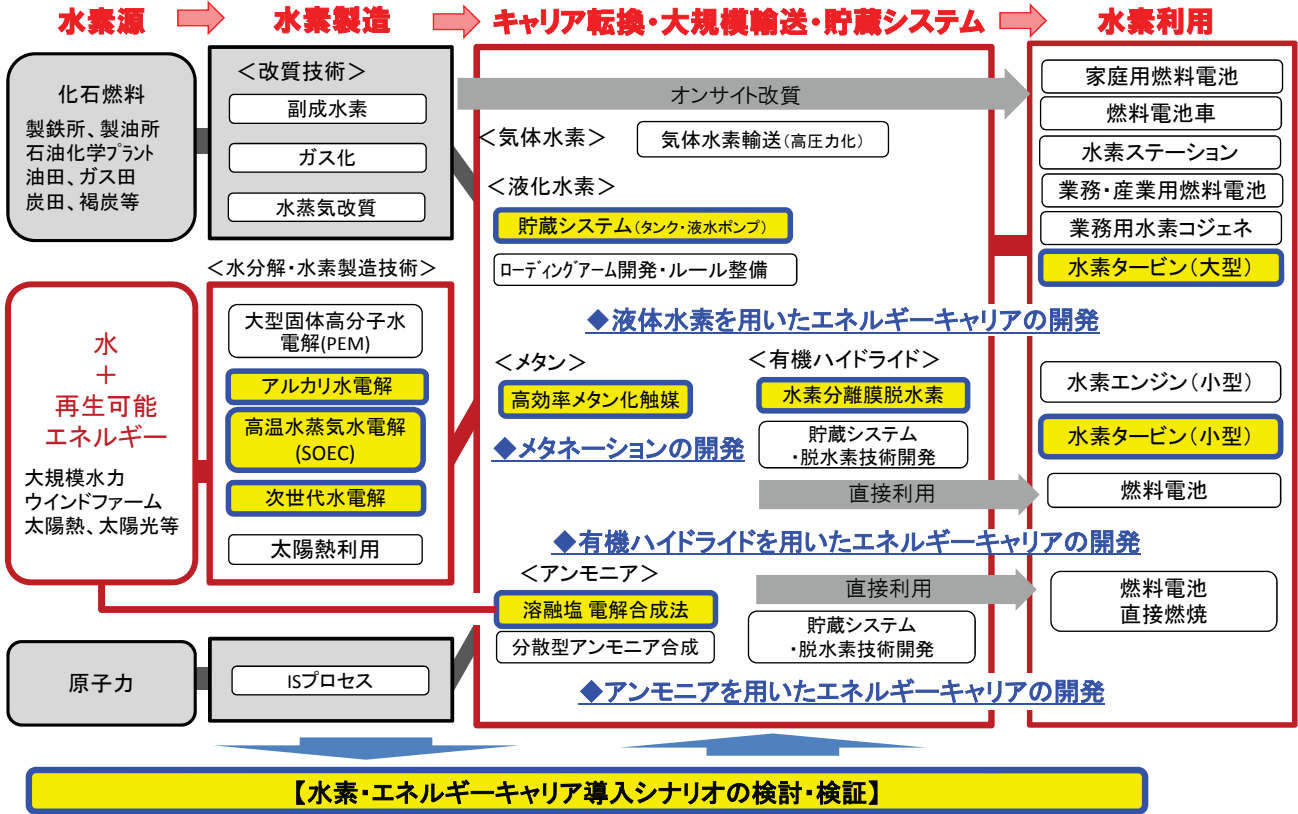 水素源
水素製造
キャリア転換・大規模輸送・貯蔵システム
水素利用
化石燃料
製鉄所、製油所
石油化学プラント
油田、ガス田
炭田、褐炭等
＜改質技術＞
副成水素
ガス化
水蒸気改質
オンサイト改質
＜気体水素＞
気体水素輸送（高圧力化）
＜液化水素＞
貯蔵システム（タンク・液水ポンプ）
ローディングアーム開発・ルール整備
◆液体水素を用いたエネルギーキャリアの開発
家庭用燃料電池
燃料電池車
水素ステーション
業務・産業用燃料電池
業務用水素コジェネ
水素タービン（大型）
水
＋
再生可能
エネルギー
大規模水力
ウインドファーム
太陽熱、太陽光等
＜水分解・水素製造技術＞
大型固体高分子水
電解(PEM)
アルカリ水電解
高温水蒸気水電解
(SOEC)
次世代水電解
太陽熱利用
＜メタン＞
高効率メタン化触媒
◆メタネーションの開発
＜有機ハイドライド＞
水素分離膜脱水素
貯蔵システム
・脱水素技術開発
直接利用
◆有機ハイドライドを用いたエネルギーキャリアの開発
水素エンジン（小型）
水素タービン（小型）
燃料電池
＜アンモニア＞
溶融塩 電解合成法
分散型アンモニア合成
直接利用
貯蔵システム
・脱水素技術開発
◆アンモニアを用いたエネルギーキャリアの開発
燃料電池
直接燃焼
原子力
ISプロセス
【水素・エネルギーキャリア導入シナリオの検討・検証】